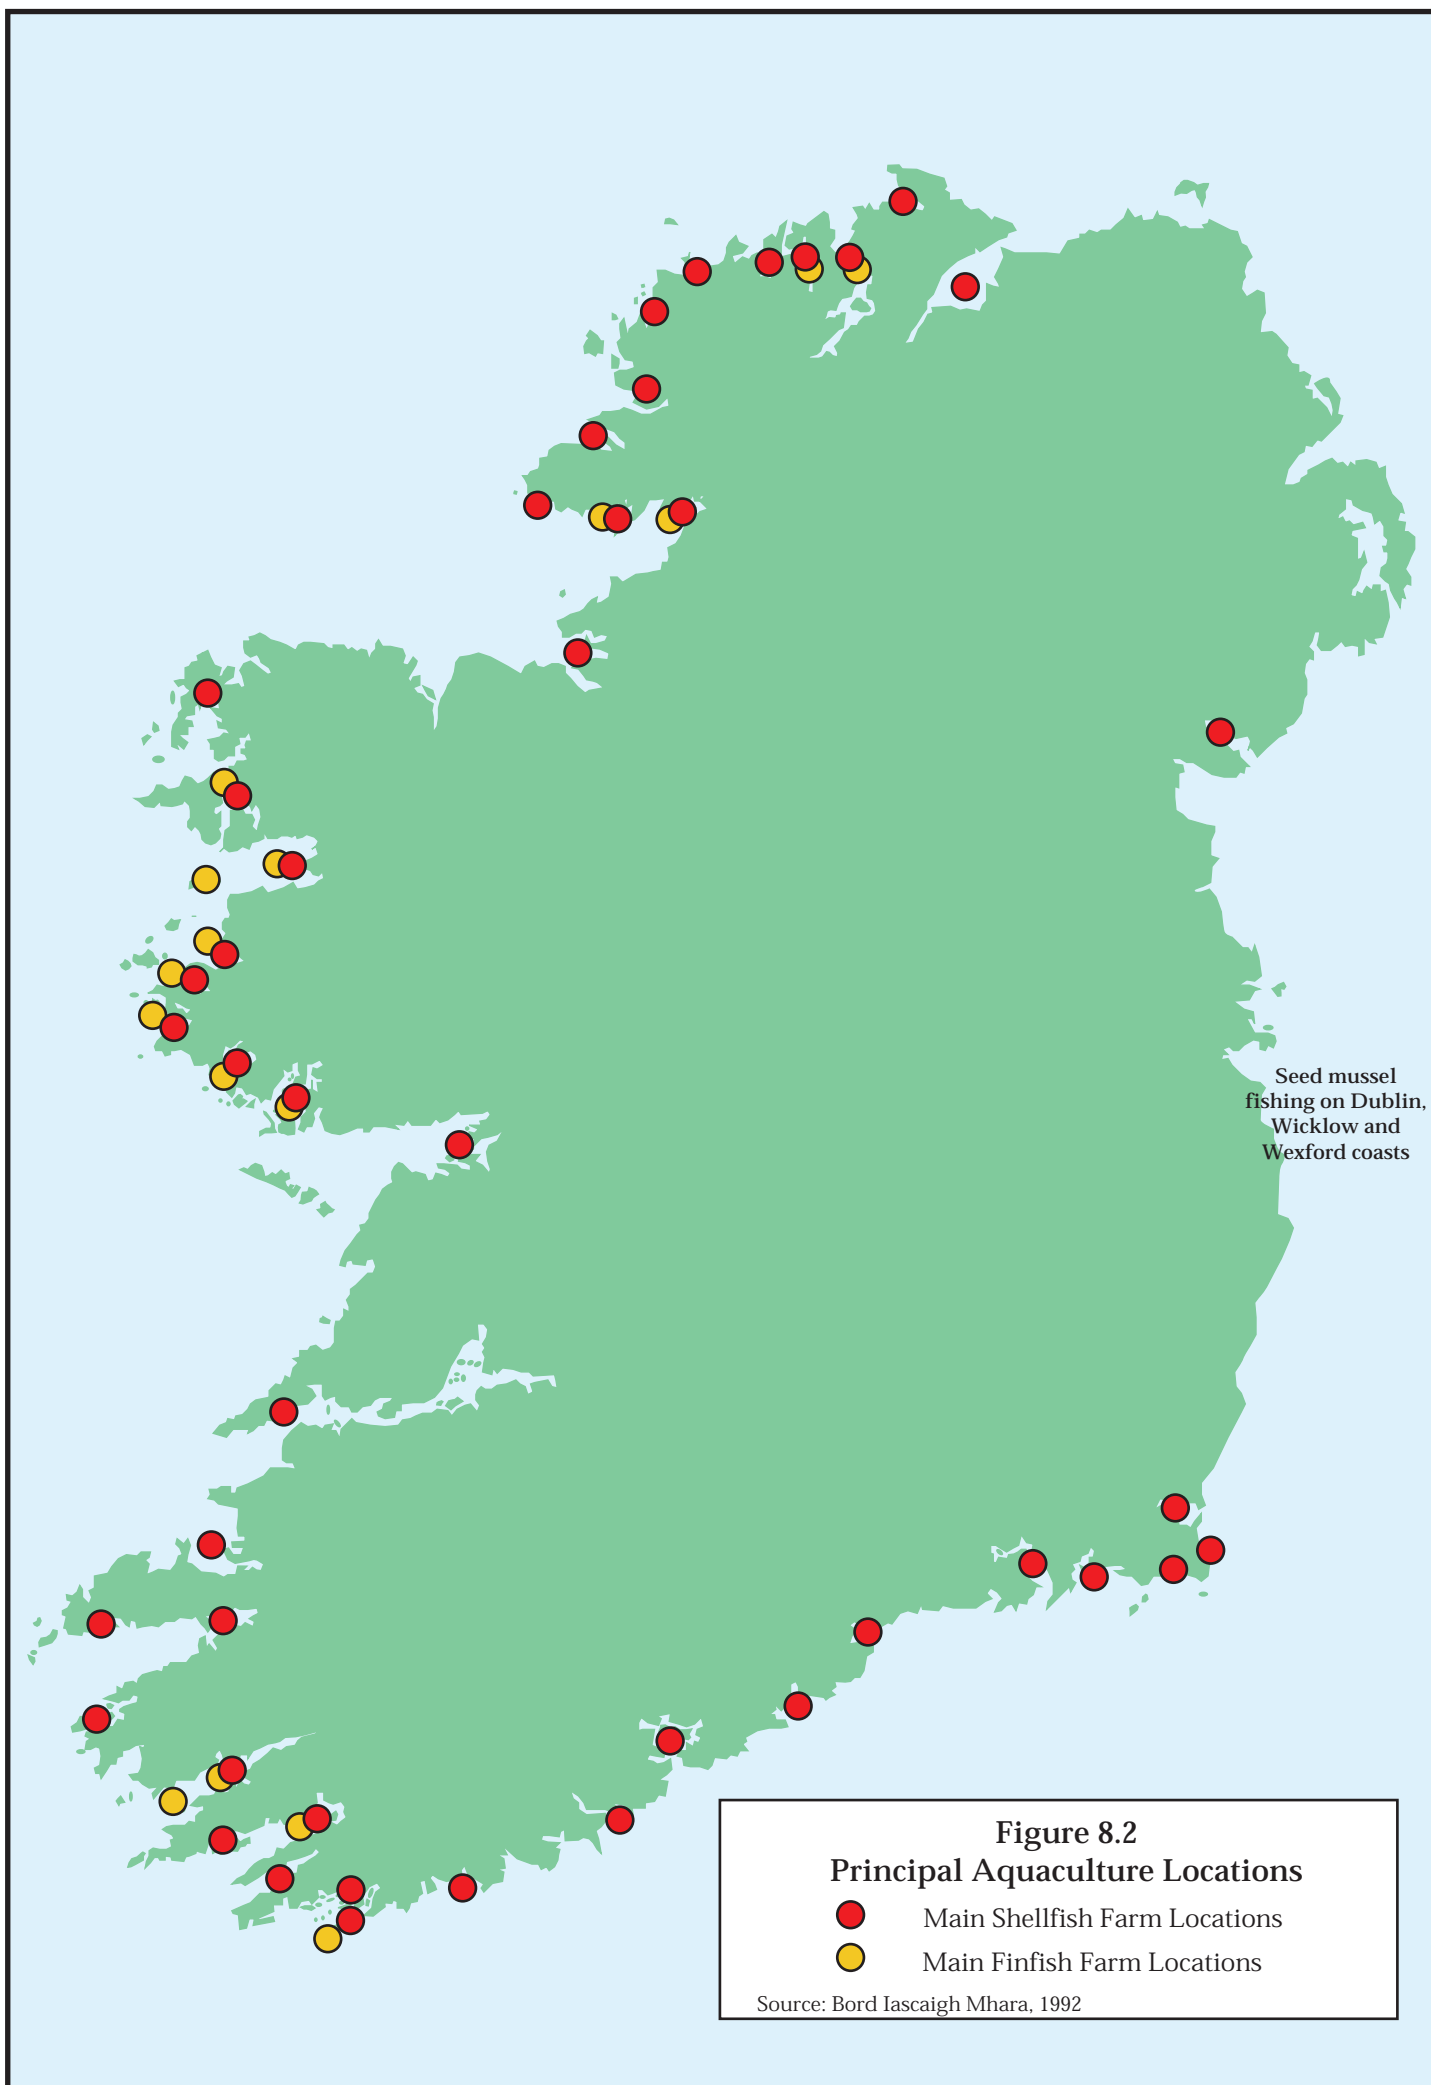 Seed mussel
fishing on Dublin,
Wicklow and
Wexford coasts
Figure 8.2
Principal Aquaculture Locations
Main Shellfish Farm Locations
Main Finfish Farm Locations
Source: Bord Iascaigh Mhara, 1992